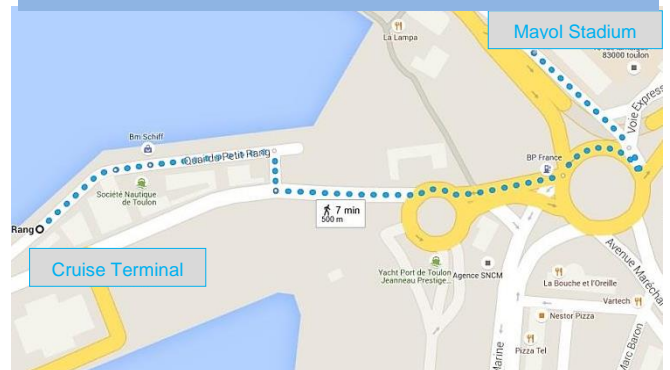 Mayol Stadium
La Lampa
83000 toulon
Voie Express
Bm Schiff
Quai du Petit Rang
BP France
Société Nautique
de Toulon
7 min
500 m
Rang
Cruise Terminal
Yacht Port de Toulon
Jeanneau Prestige...
Agence SNCM
La Bouche et l'Oreille
Avenue Maréchal
Vartech
Nestor Pizza
Pizza Tel
Marine
Marc Baron